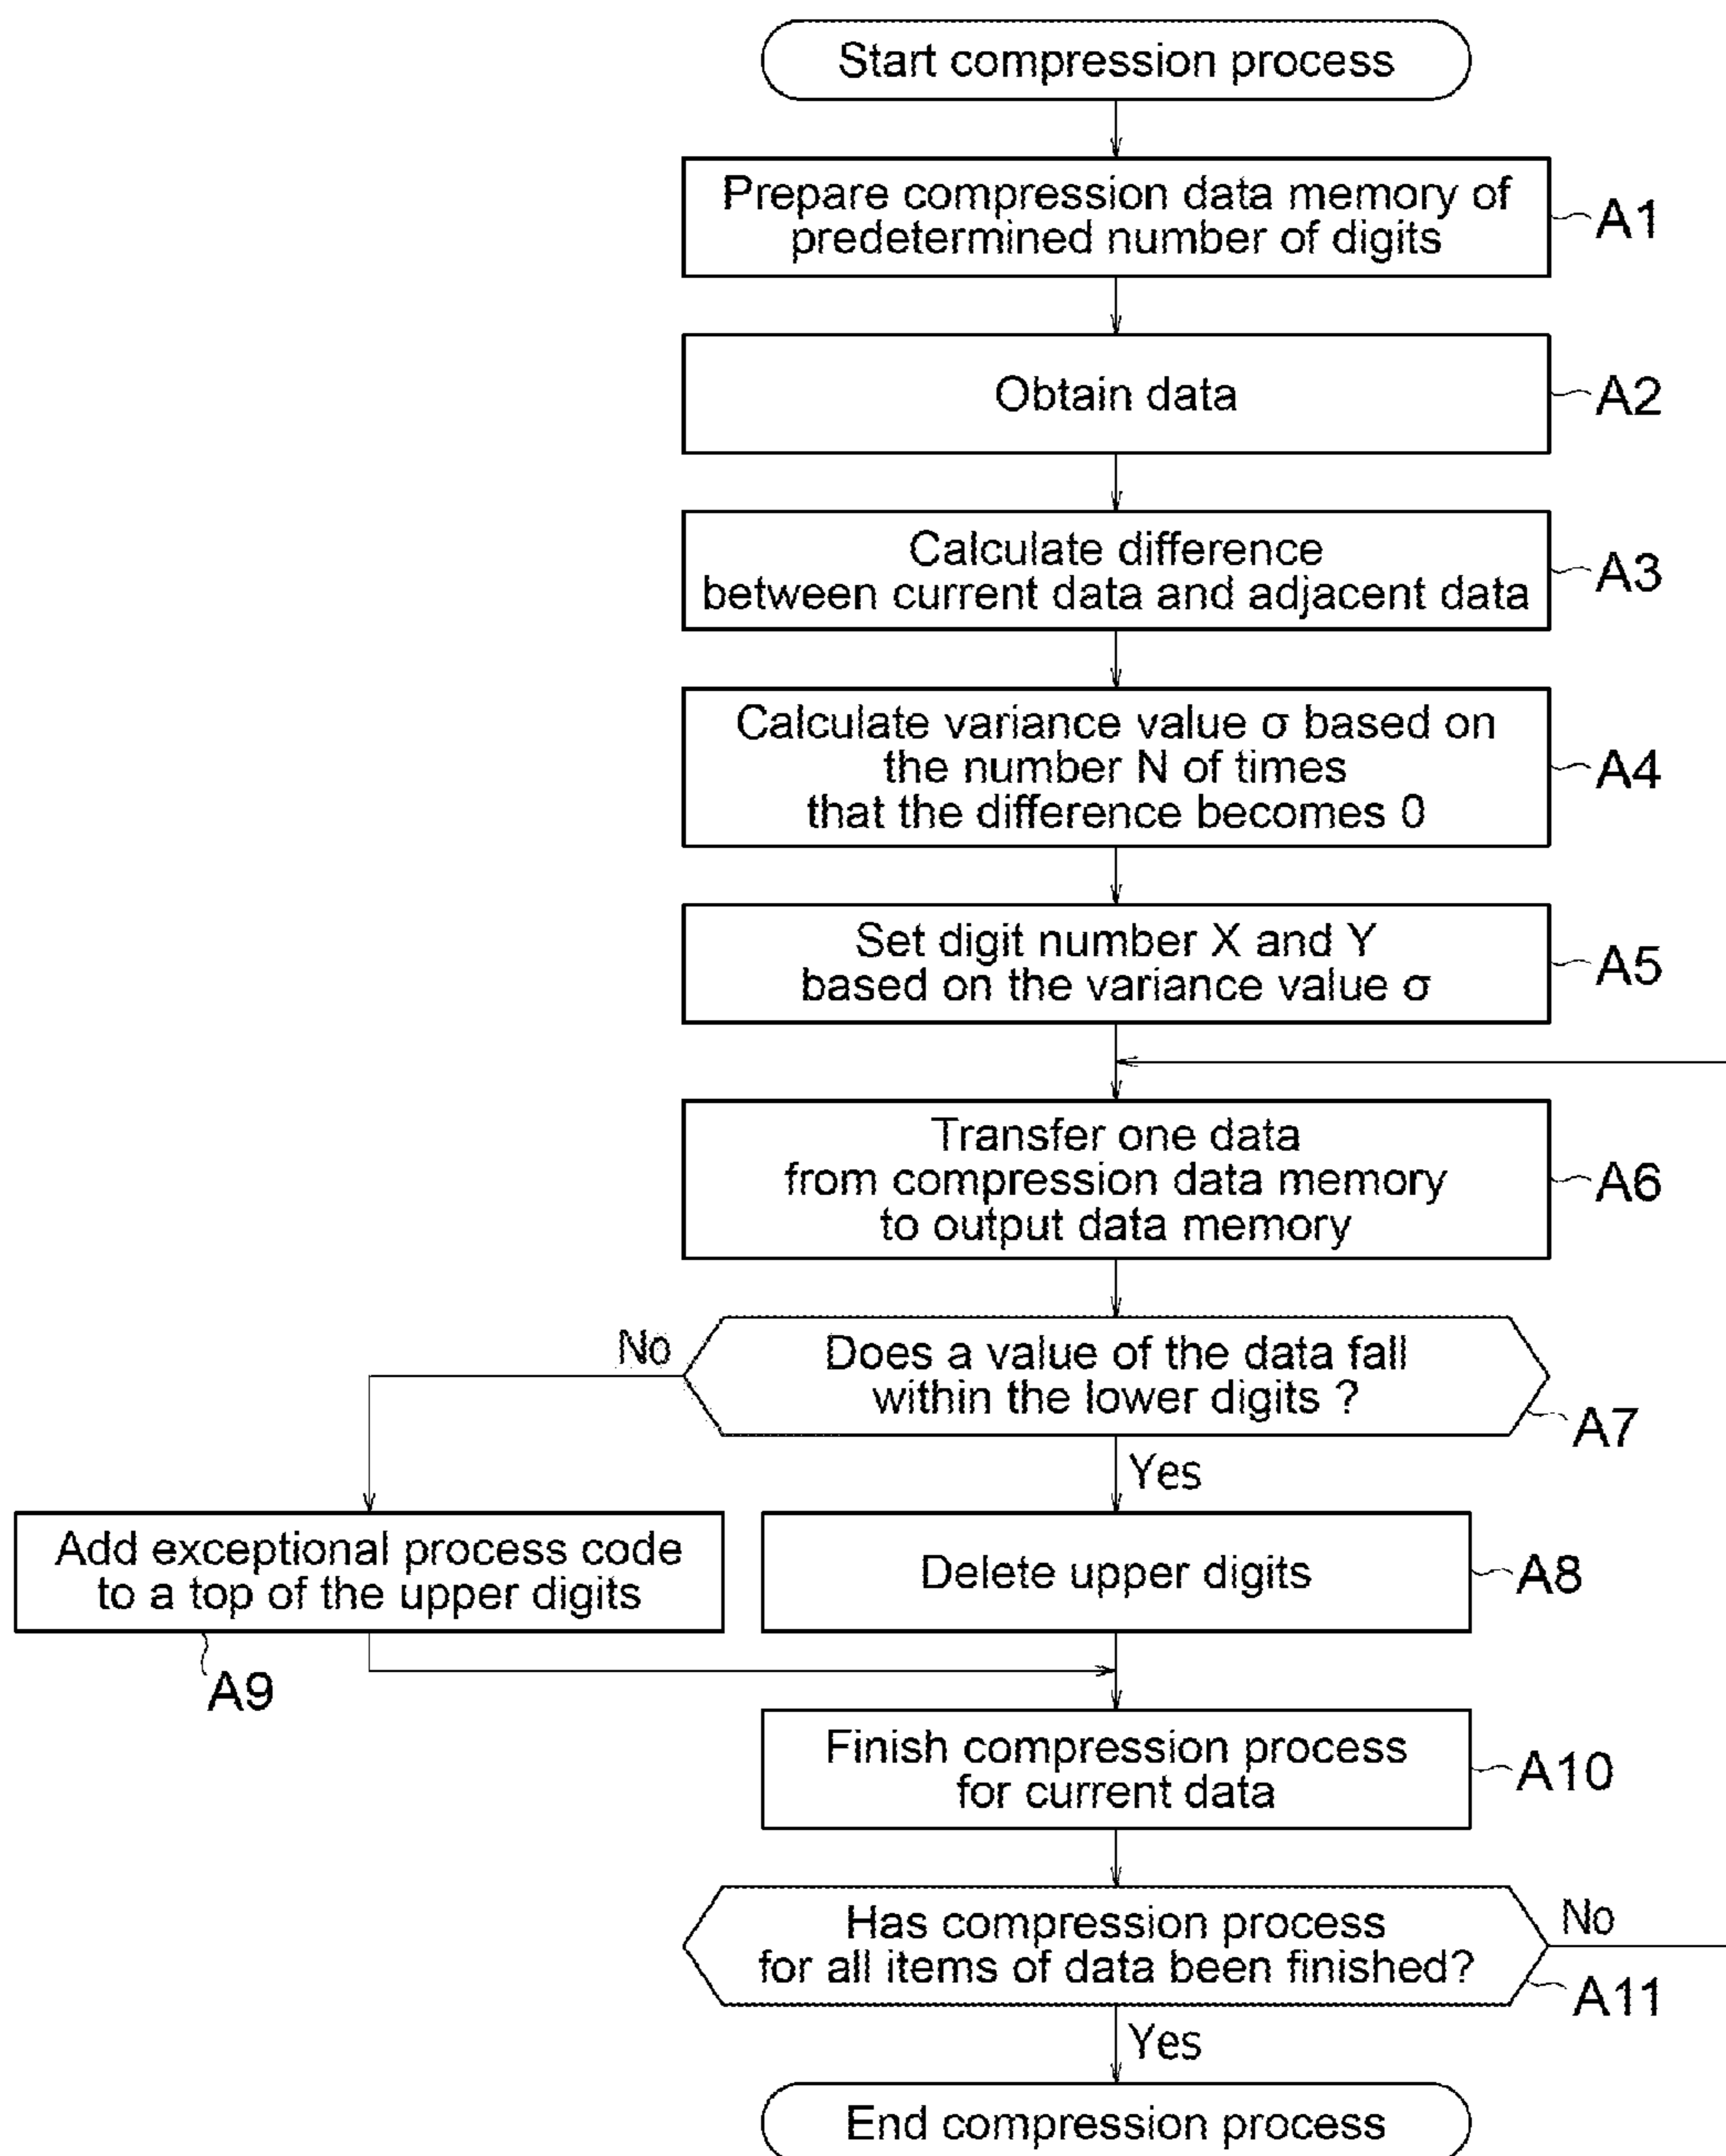 Start compression process
Prepare compression data memory of
predetermined number of digits
A1
Obtain data
A2
Calculate difference
between current data and adjacent data
A3
Calculate variance value σ based on
the number N of times
that the difference becomes 0
A4
Set digit number X and Y
based on the variance value σ
A5
Transfer one data
from compression data memory
to output data memory
A6
No
Does a value of the data fall
within the lower digits ?
A7
Yes
Add exceptional process code
to a top of the upper digits
A9
Delete upper digits
A8
Finish compression process
for current data
A10
Has compression process
for all items of data been finished?
No
A11
Yes
End compression process